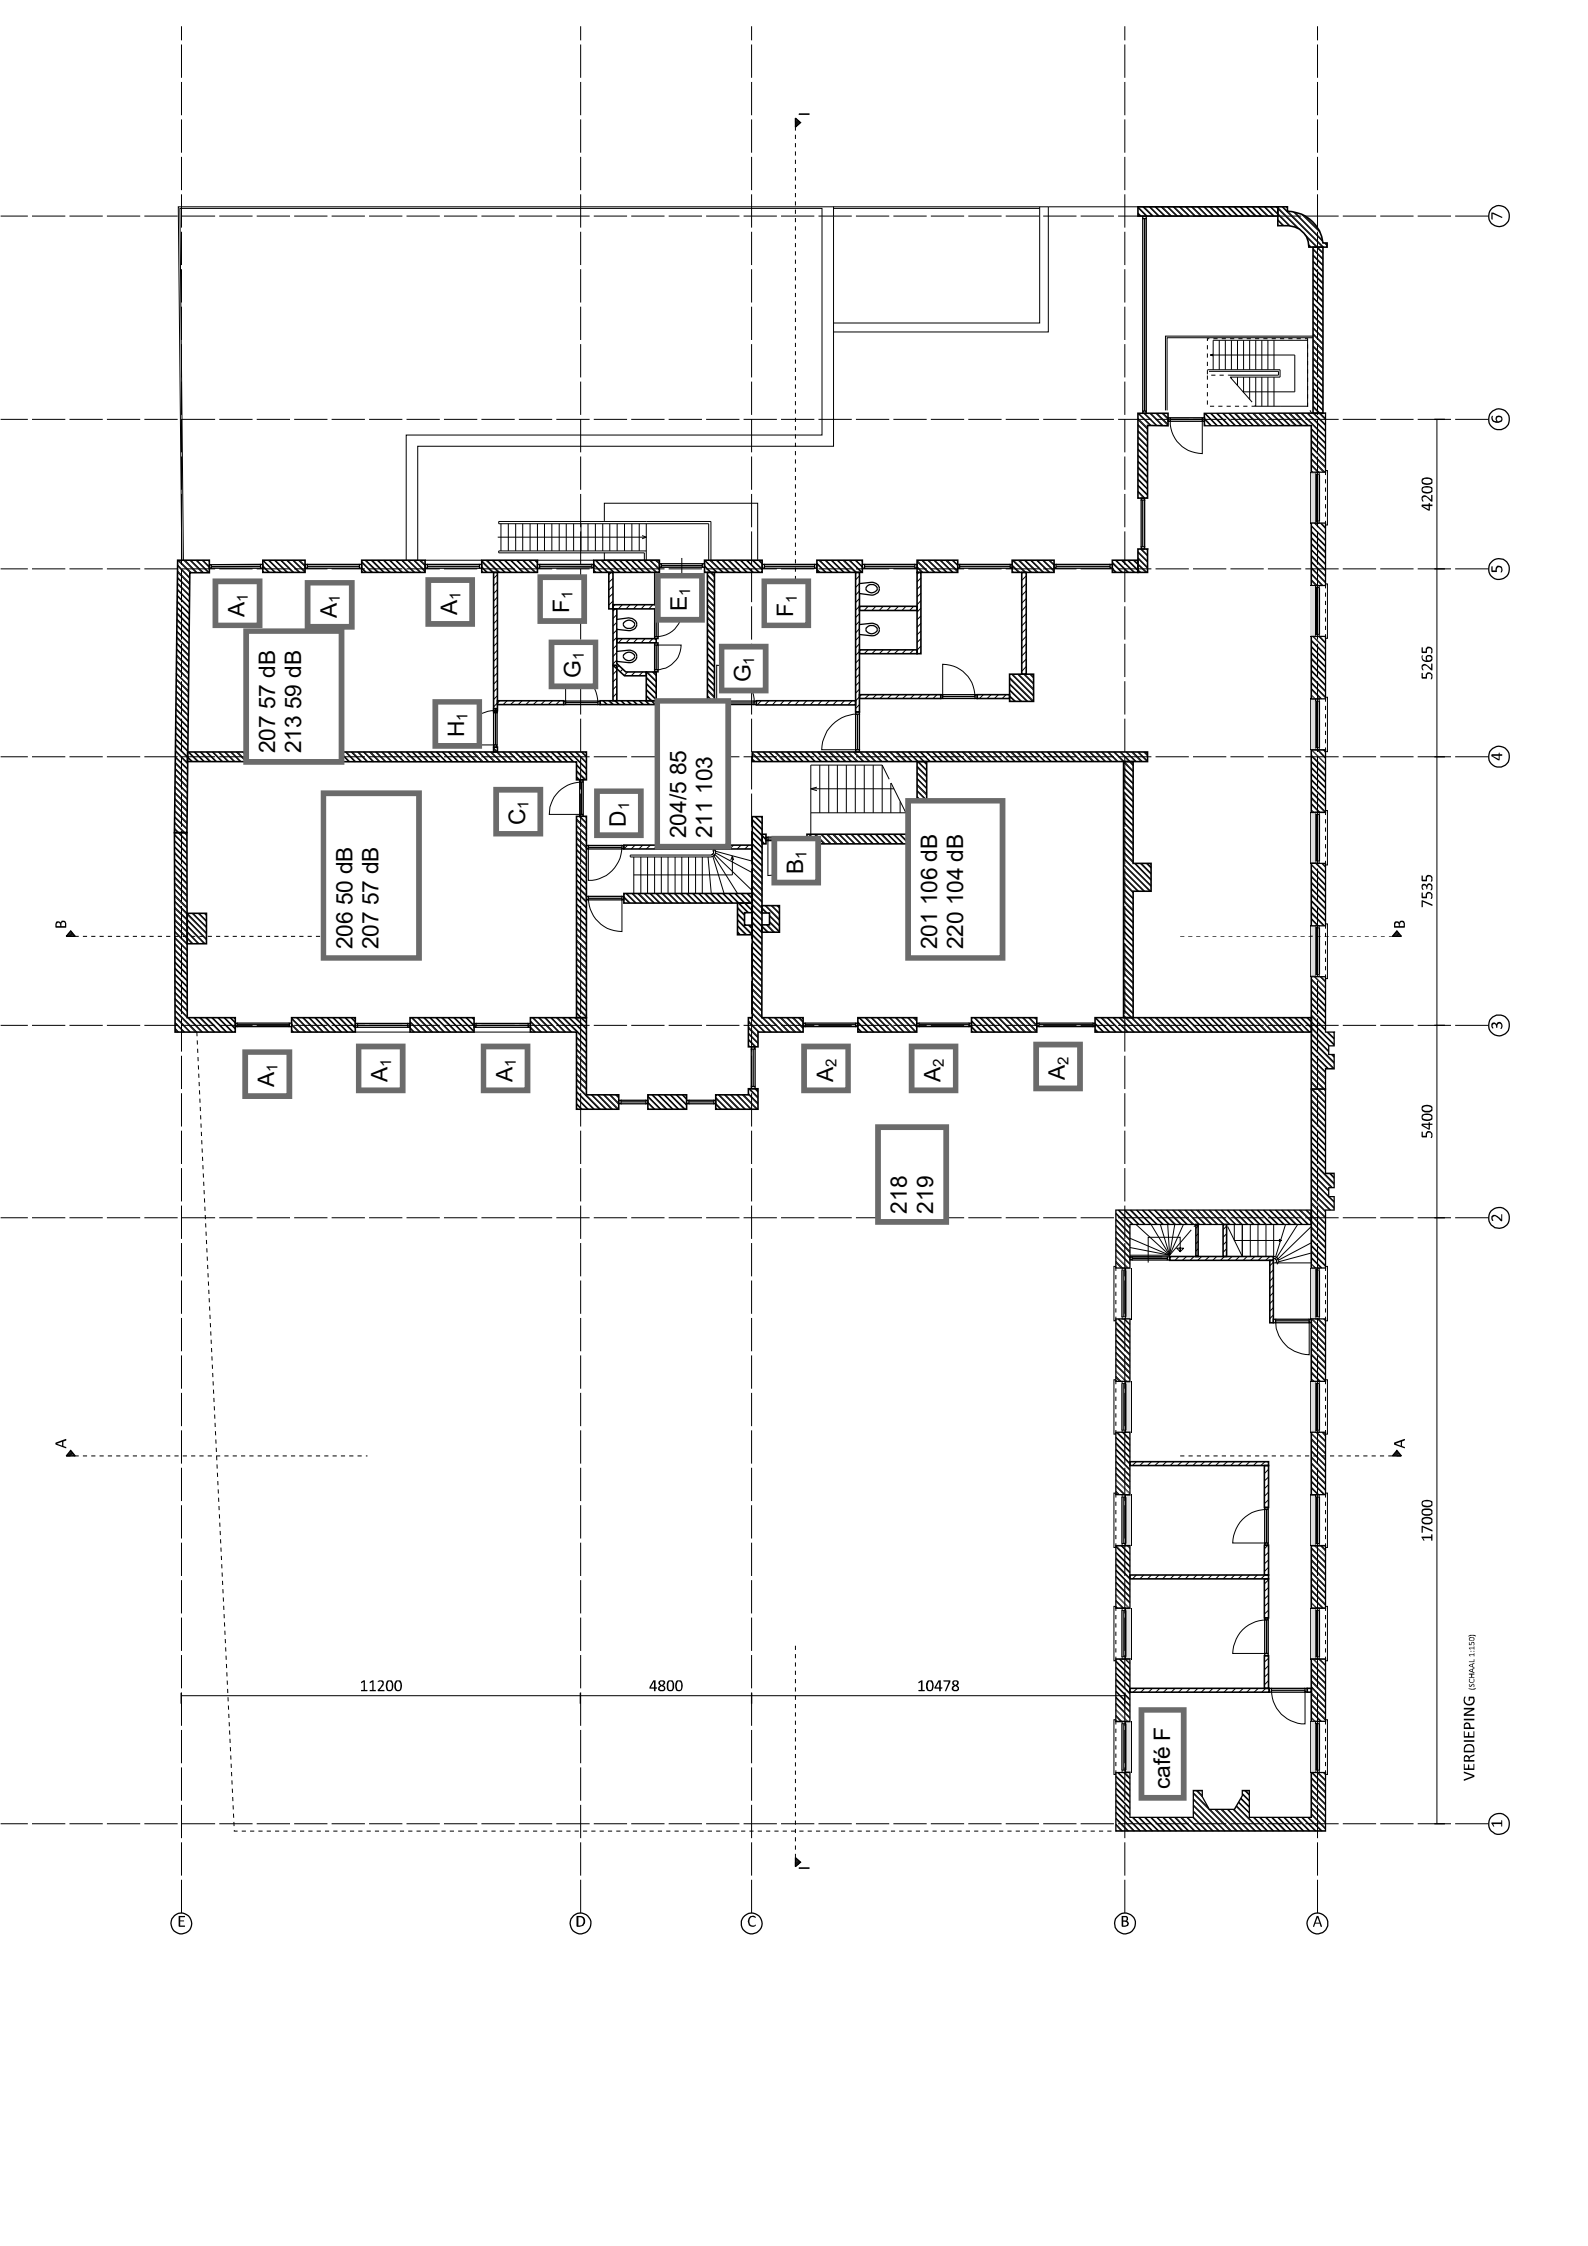 I
7
6
4200
5
A1
A1
A1
F1
E1
F1
207 57 dB
213 59 dB
G1
G1
5265
H1
4
204/5 85
211 103
C1
D1
B1
206 50 dB
207 57 dB
201 106 dB
220 104 dB
7535
B
B
3
A1
A1
A1
A2
A2
A2
5400
218
219
2
A
A
17000
11200
4800
10478
café F
VERDIEPING (SCHAAL 1:150)
1
I
E
D
C
B
A